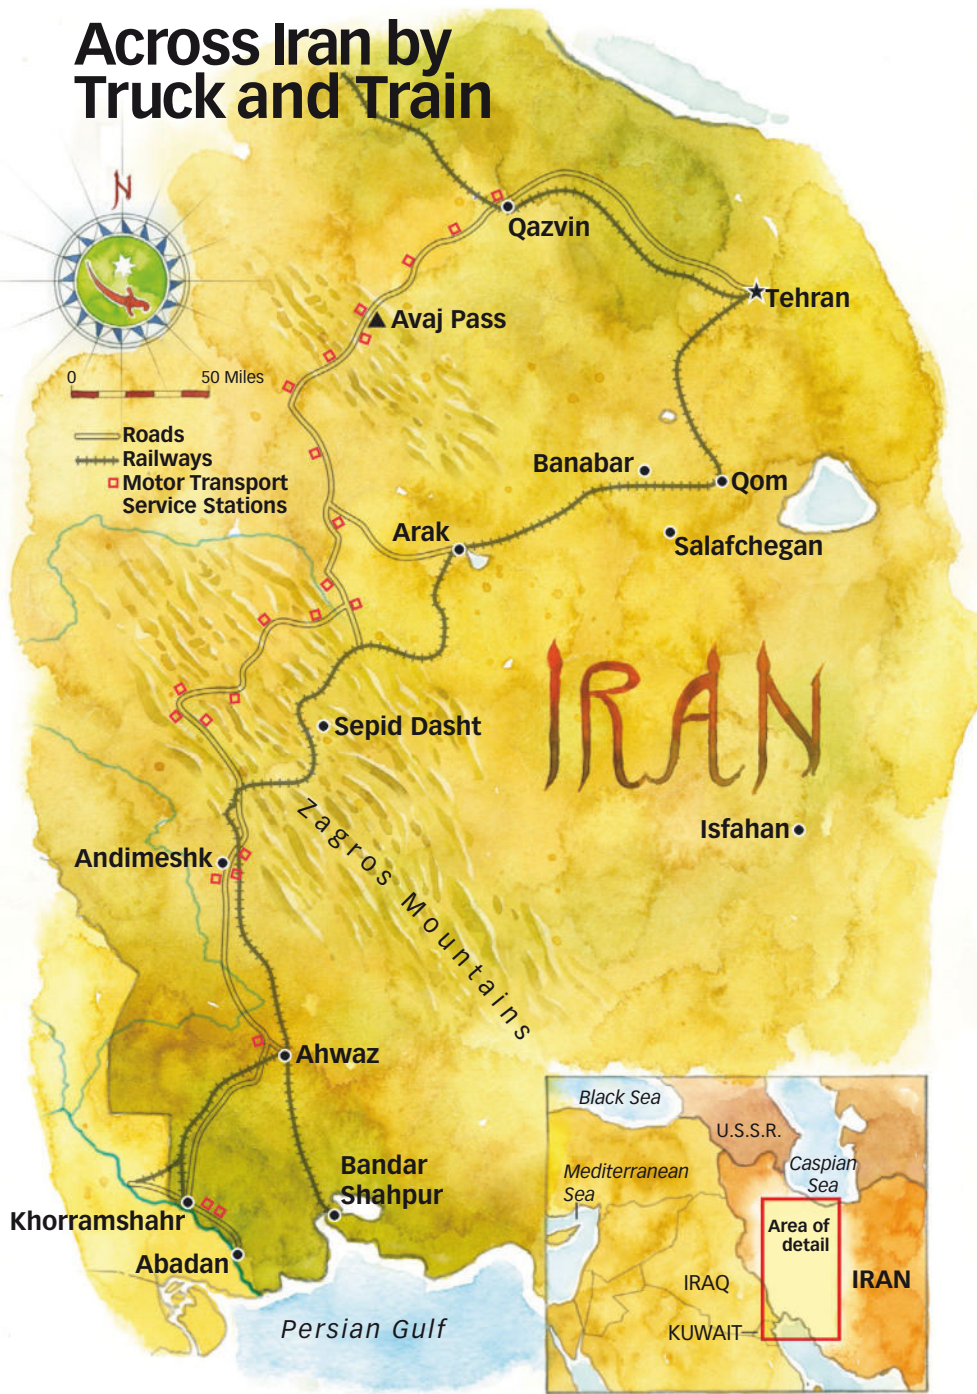 Across Iran by
Truck and Train
N
0 50 Miles
Roads
Railways
Motor Transport
Service Stations
Qazvin
Tehran
Avaj Pass
Banabar
Qom
Arak
Salafchegan
IRAN
Sepid Dasht
Isfahan
Zagros Mountains
Andimeshk
Ahwaz
Bandar
Shahpur
Khorramshahr
Abadan
Persian Gulf
Black Sea
U.S.S.R.
Mediterranean
Sea
Caspian
Sea
Area of
detail
IRAQ
IRAN
KUWAIT